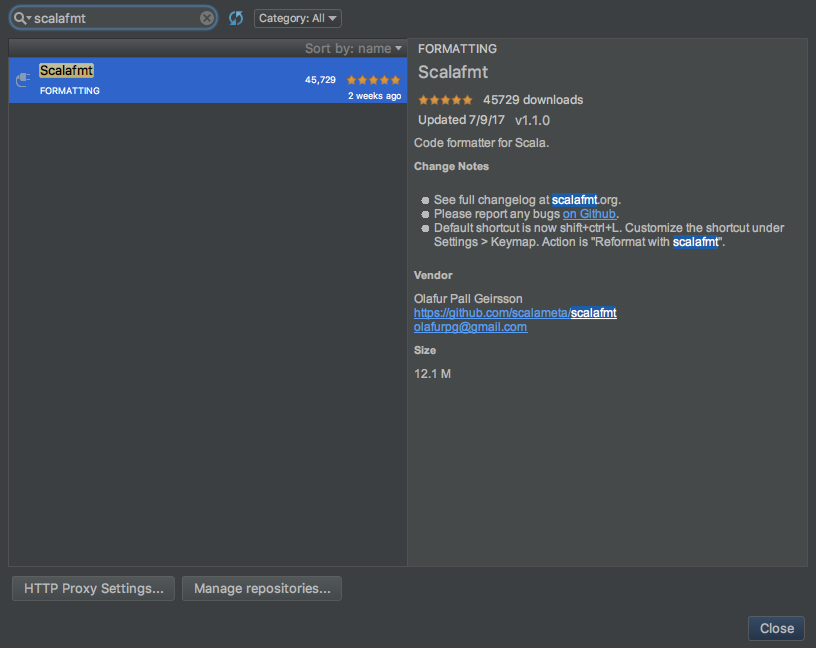 scalafmt
Category: All
Sort by: name
Scalafmt
FORMATTING
45,729
2 weeks ago
FORMATTING
Scalafmt
45729 downloads
Updated 7/9/17 v1.1.0
Code formatter for Scala.
Change Notes
See full changelog at scalafmt.org.
Please report any bugs on Github.
Default shortcut is now shift+ctrl+L. Customize the shortcut under
Settings > Keymap. Action is "Reformat with scalafmt".
Vendor
Olafur Pall Geirsson
https://github.com/scalameta/scalafmt
olafurpg@gmail.com
Size
12.1 M
HTTP Proxy Settings...
Manage repositories...
Close